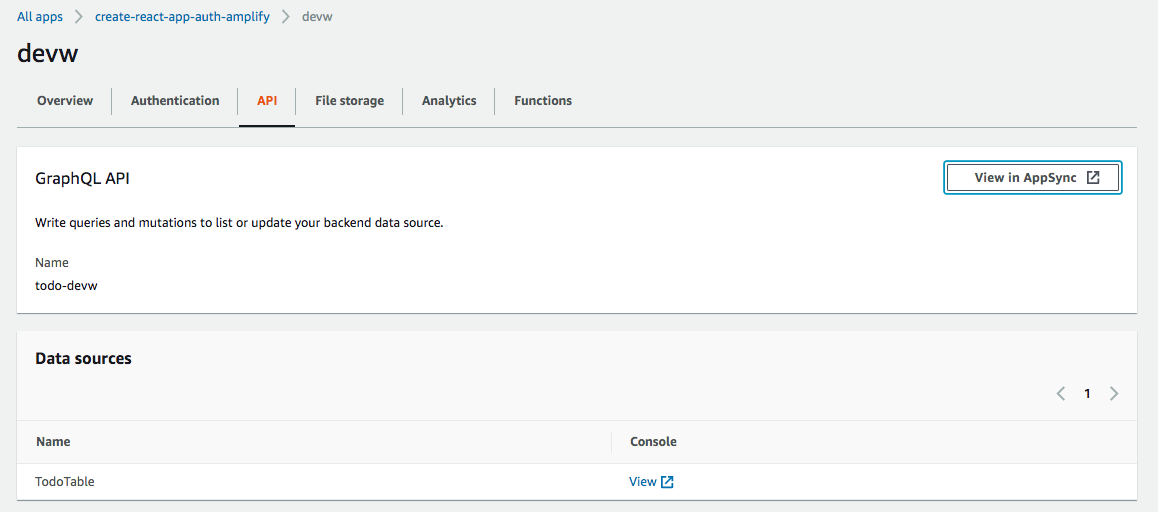 All apps create-react-app-auth-amplify devw
devw
Overview Authentication API File storage Analytics Functions
GraphQL API
View in AppSync
Write queries and mutations to list or update your backend data source.
Name
todo-devw
Data sources
1
Name Console
TodoTable View